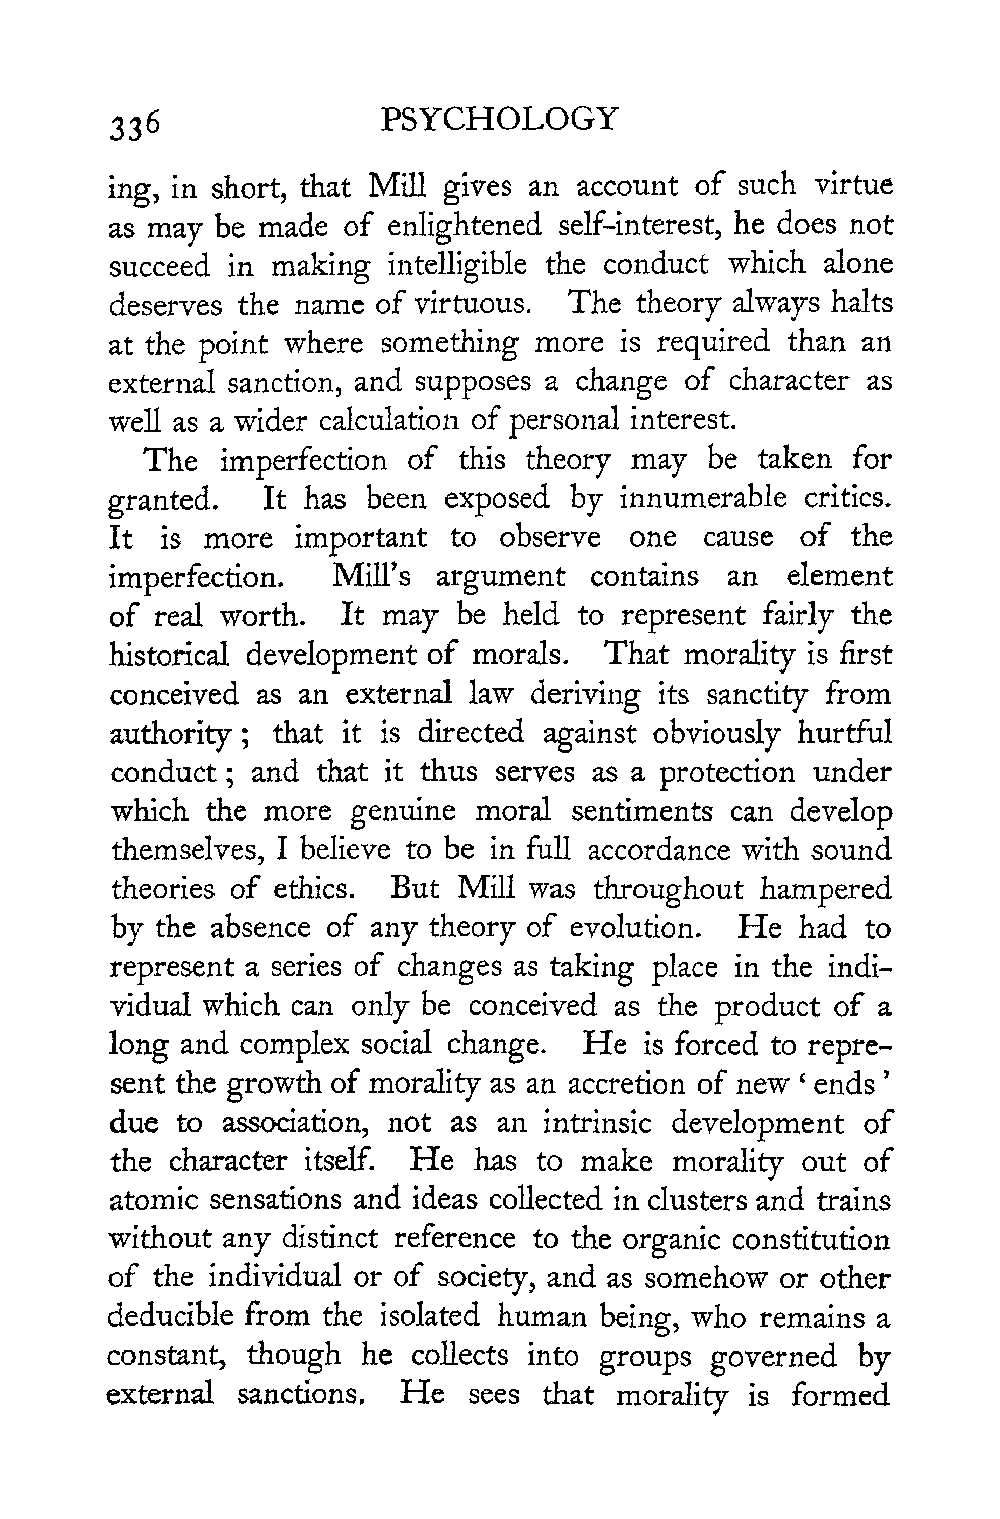 336 PSYCHOLOGY
ing, in short, that Mill gives an account of such virtue
as may be made of enlightened self-interest, he does not
succeed in making intelligible the conduct which alone
deserves the name of virtuous. The theory always halts
at the point where something more is required than an
external sanction, and supposes a change of character as
well as a wider calculation of personal interest.
The imperfection of this theory may be taken for
granted. It has been exposed by innumerable critics.
It is more important to observe one cause of the
imperfection. Mill's argument contains an element
of real worth. It may be held to represent fairly the
historical development of morals. That morality is first
conceived as an external law deriving its sanctity from
authority ; that it is directed against obviously hurtful
conduct ; and that it thus serves as a protection under
which the more genuine moral sentiments can develop
themselves, I believe to be in full accordance with sound
theories of ethics. But Mill was throughout hampered
by the absence of any theory of evolution. He had to
represent a series of changes as taking place in the indi-
vidual which can only be conceived as the product of a
long and complex social change. He is forced to repre-
sent the growth of morality as an accretion of new ‘ ends ’
due to association, not as an intrinsic development of
the character itself. He has to make morality out of
atomic sensations and ideas collected in clusters and trains
without any distinct reference to the organic constitution
of the individual or of society, and as somehow or other
deducible from the isolated human being, who remains a
constant, though he collects into groups governed by
external sanctions. He sees that morality is formed